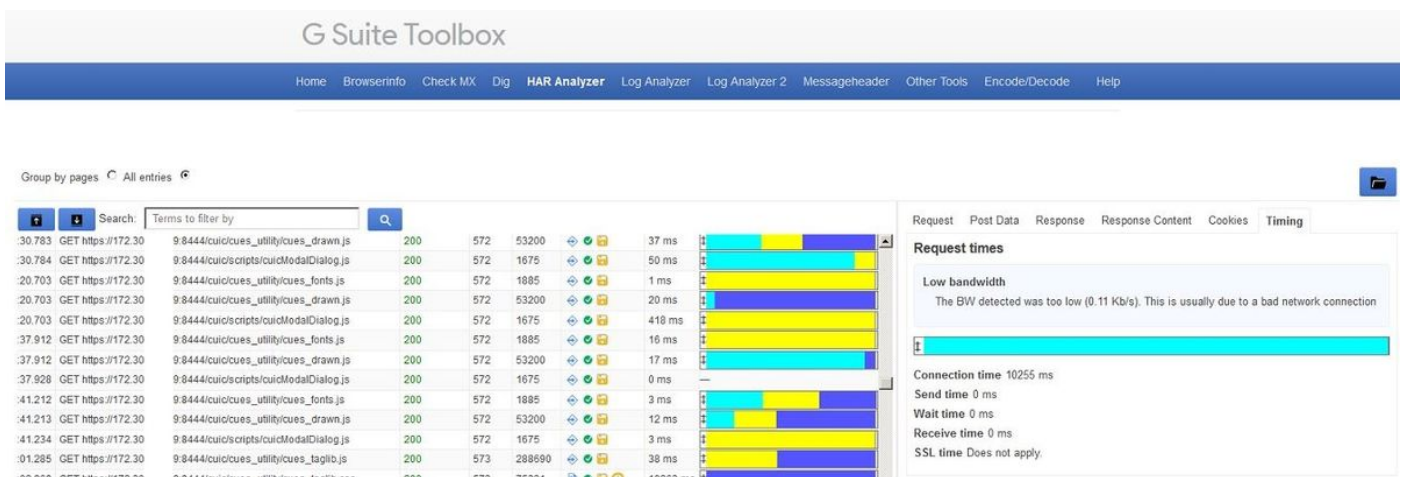 G Suite Toolbox
Home Browserinfo Check MX Dig HAR Analyzer Log Analyzer Log Analyzer 2 Messageheader Other Tools Encode/Decode Help
Group by pages All entries
Search: Terms to filter by
:30.783 GET https://172.30 9:8444/cuic/cues_utility/cues_drawn.js 200 572 53200 37 ms
:30.784 GET https://172.30 9:8444/cuic/scripts/cuicModalDialog.js 200 572 1675 50 ms
:20.703 GET https://172.30 9:8444/cuic/cues_utility/cues_fonts.js 200 572 1885 1 ms
:20.703 GET https://172.30 9:8444/cuic/cues_utility/cues_drawn.js 200 572 53200 20 ms
:20.703 GET https://172.30 9:8444/cuic/scripts/cuicModalDialog.js 200 572 1675 418 ms
:37.912 GET https://172.30 9:8444/cuic/cues_utility/cues_fonts.js 200 572 1885 16 ms
:37.912 GET https://172.30 9:8444/cuic/cues_utility/cues_drawn.js 200 572 53200 17 ms
:37.928 GET https://172.30 9:8444/cuic/scripts/cuicModalDialog.js 200 572 1675 0 ms —
:41.212 GET https://172.30 9:8444/cuic/cues_utility/cues_fonts.js 200 572 1885 3 ms
:41.213 GET https://172.30 9:8444/cuic/cues_utility/cues_drawn.js 200 572 53200 12 ms
:41.234 GET https://172.30 9:8444/cuic/scripts/cuicModalDialog.js 200 572 1675 3 ms
:01.285 GET https://172.30 9:8444/cuic/cues_utility/cues_taglib.js 200 573 288690 38 ms
Request Post Data Response Response Content Cookies Timing
Request times
Low bandwidth
The BW detected was too low (0.11 Kb/s). This is usually due to a bad network connection
Connection time 10255 ms
Send time 0 ms
Wait time 0 ms
Receive time 0 ms
SSL time Does not apply.